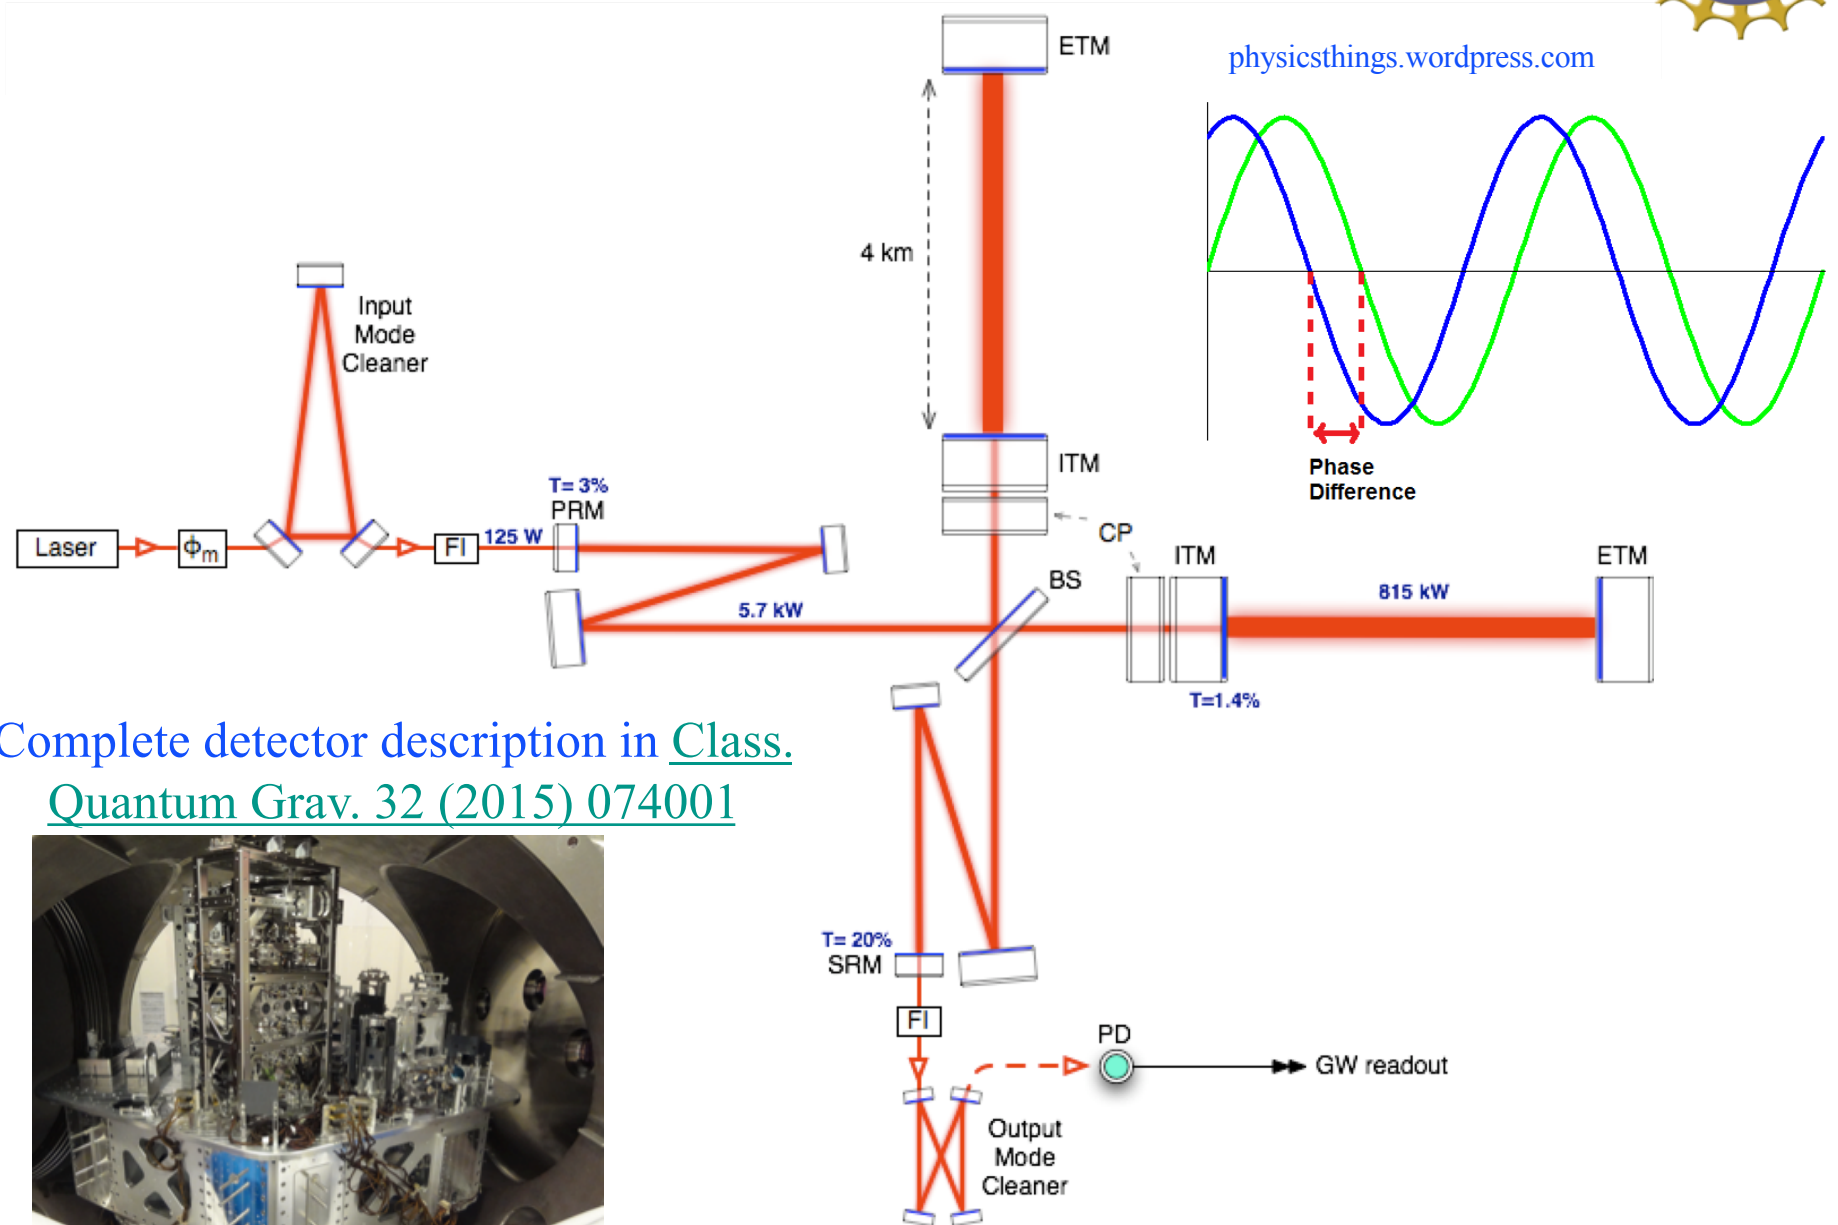 ETM
physicsthings.wordpress.com
4 km
Input
Mode
Cleaner
Phase
Difference
ITM
T= 3%
PRM
Laser
ϕm
FI
125 W
CP
ITM
ETM
BS
5.7 kW
815 kW
T=1.4%
Complete detector description in Class.
Quantum Grav. 32 (2015) 074001
T= 20%
SRM
FI
PD
GW readout
Output
Mode
Cleaner